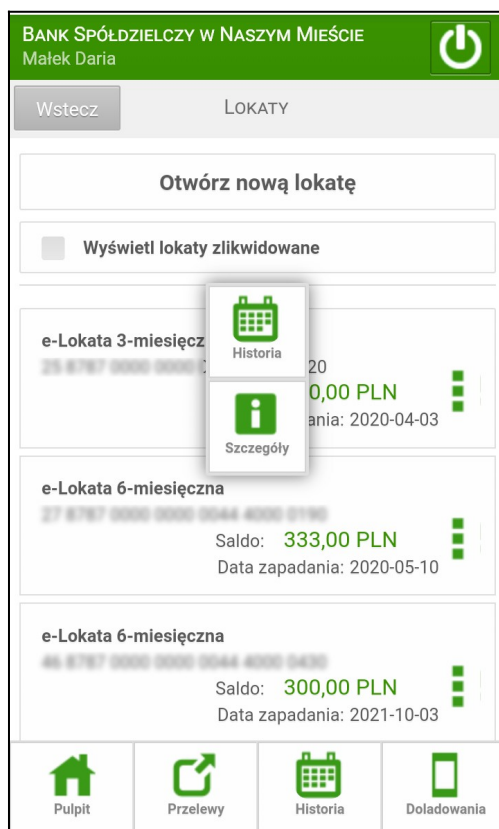 BANK SPÓŁDZIELCZY W NASZYM MIEŚCIE
Małek Daria
Wstecz
LOKATY
Otwórz nową lokatę
Wyświetl lokaty zlikwidowane
Historia
Szczegóły
e-Lokata 3-miesięcz
20
0,00 PLN
ania: 2020-04-03
e-Lokata 6-miesięczna
Saldo: 333,00 PLN
Data zapadania: 2020-05-10
e-Lokata 6-miesięczna
Saldo: 300,00 PLN
Data zapadania: 2021-10-03
Pulpit
Przelewy
Historia
Doladowania